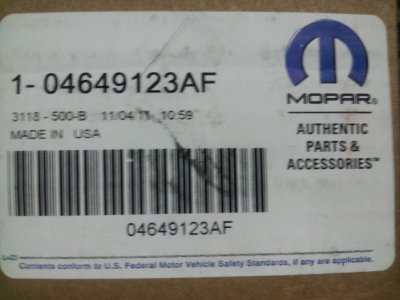 1- 04649123AF
3118 - 500-B 11/04/11 10:59
MADE IN USA
04649123AF
MOPAR®
AUTHENTIC
PARTS &
ACCESSORIES™
Contents conform to U.S. Federal Motor Vehicle Safety Standards, if any are applicable.